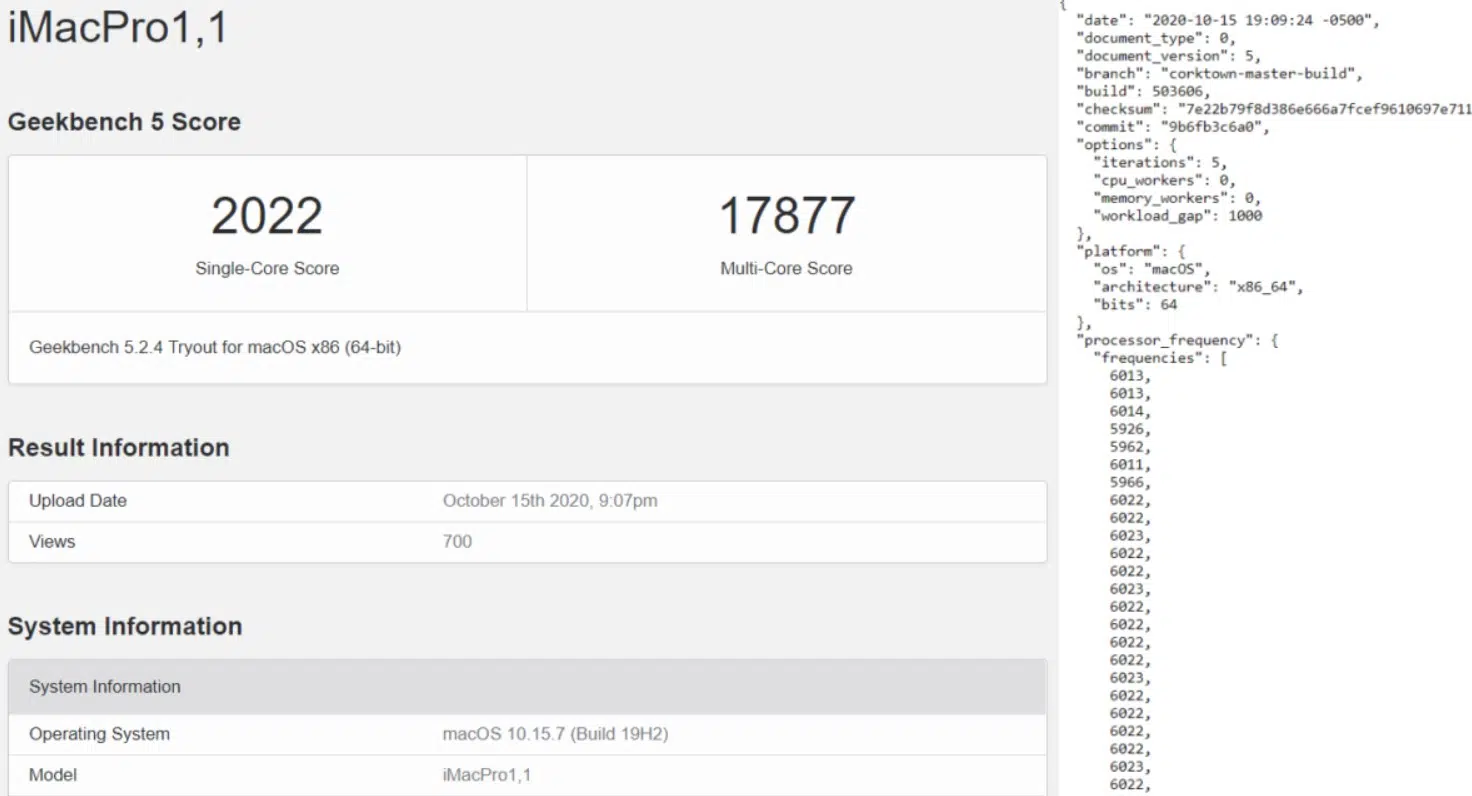 iMacPro1,1
Geekbench 5 Score
2022
Single-Core Score
17877
Multi-Core Score
Geekbench 5.2.4 Tryout for macOS x86 (64-bit)
Result Information
Upload Date October 15th 2020, 9:07pm
Views 700
System Information
System Information
Operating System macOS 10.15.7 (Build 19H2)
Model iMacPro1,1
{
"date": "2020-10-15 19:09:24 -0500",
"document_type": 0,
"document_version": 5,
"branch": "corktown-master-build",
"build": 503606,
"checksum": "7e22b79f8d386e666a7fcef9610697e711
"commit": "9b6fb3c6a0",
"options": {
"iterations": 5,
"cpu_workers": 0,
"memory_workers": 0,
"workload_gap": 1000
},
"platform": {
"os": "macOS",
"architecture": "x86_64",
"bits": 64
},
"processor_frequency": {
"frequencies": [
6013,
6013,
6014,
5926,
5962,
6011,
5966,
6022,
6022,
6023,
6022,
6022,
6023,
6022,
6022,
6022,
6022,
6023,
6022,
6022,
6022,
6022,
6023,
6022,